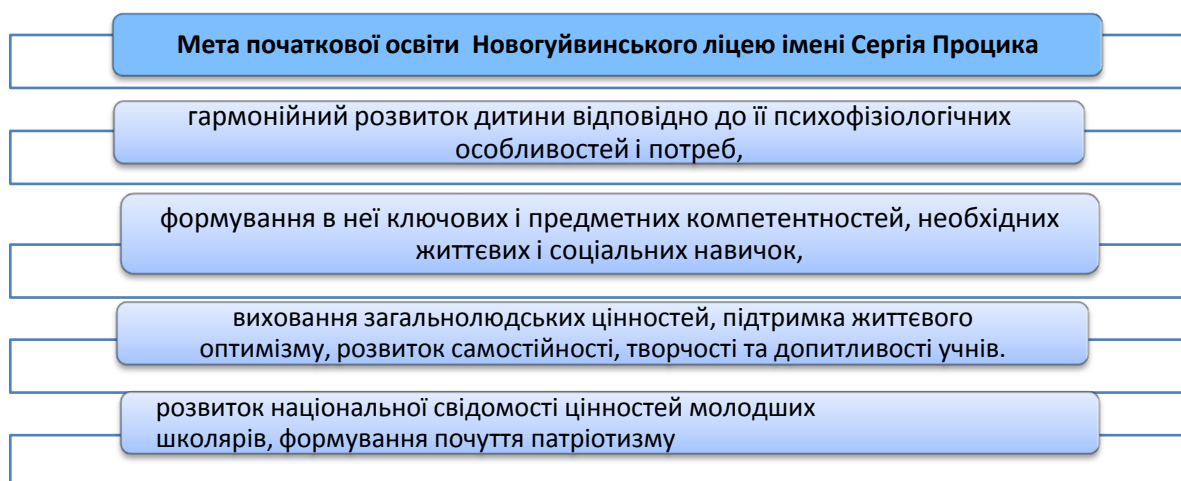 Мета початкової освіти Новогуйвинського ліцею імені Сергія Процика
гармонійний розвиток дитини відповідно до її психофізіологічних
особливостей і потреб,
формування в неї ключових і предметних компетентностей, необхідних
життєвих і соціальних навичок,
виховання загальнолюдських цінностей, підтримка життєвого
оптимізму, розвиток самостійності, творчості та допитливості учнів.
розвиток національної свідомості цінностей молодших
школярів, формування почуття патріотизму